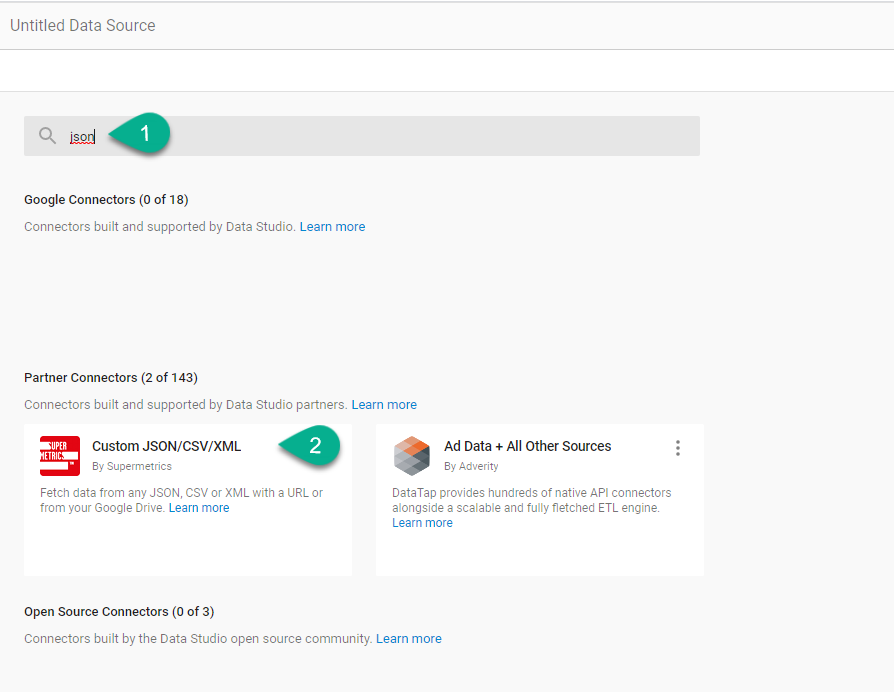 Untitled Data Source
json
1
Google Connectors (0 of 18)
Connectors built and supported by Data Studio. Learn more
Partner Connectors (2 of 143)
Connectors built and supported by Data Studio partners. Learn more
SUPER
METRICS
Custom JSON/CSV/XML
By Supermetrics
2
Fetch data from any JSON, CSV or XML with a URL or
from your Google Drive. Learn more
Ad Data + All Other Sources
By Adverity
DataTap provides hundreds of native API connectors
alongside a scalable and fully fletched ETL engine.
Learn more
Open Source Connectors (0 of 3)
Connectors built by the Data Studio open source community. Learn more